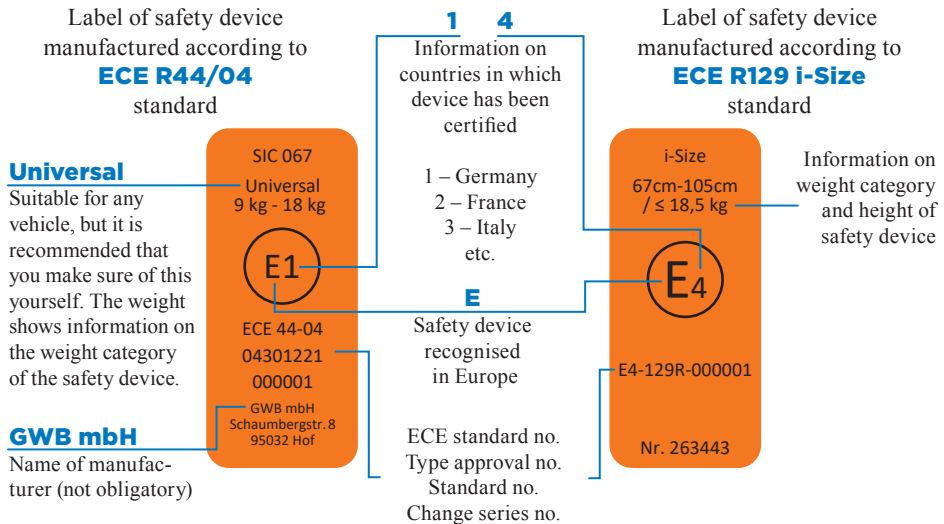 Label of safety device
manufactured according to
ECE R44/04
standard
Universal
Suitable for any
vehicle, but it is
recommended that
you make sure of this
yourself. The weight
shows information on
the weight category
of the safety device.
GWB mbH
Name of manufac-
turer (not obligatory)
SIC 067
Universal
9 kg - 18 kg
E1
ECE 44-04
04301221
000001
GWB mbH
Schaumbergstr. 8
95032 Hof
1 4
Information on
countries in which
device has been
certified
1 – Germany
2 – France
3 – Italy
etc.
E
Safety device
recognised
in Europe
ECE standard no.
Type approval no.
Standard no.
Change series no.
Label of safety device
manufactured according to
ECE R129 i-Size
standard
i-Size
67cm-105cm
/ ≤ 18,5 kg
E4
E4-129R-000001
Nr. 263443
Information on
weight category
and height of
safety device